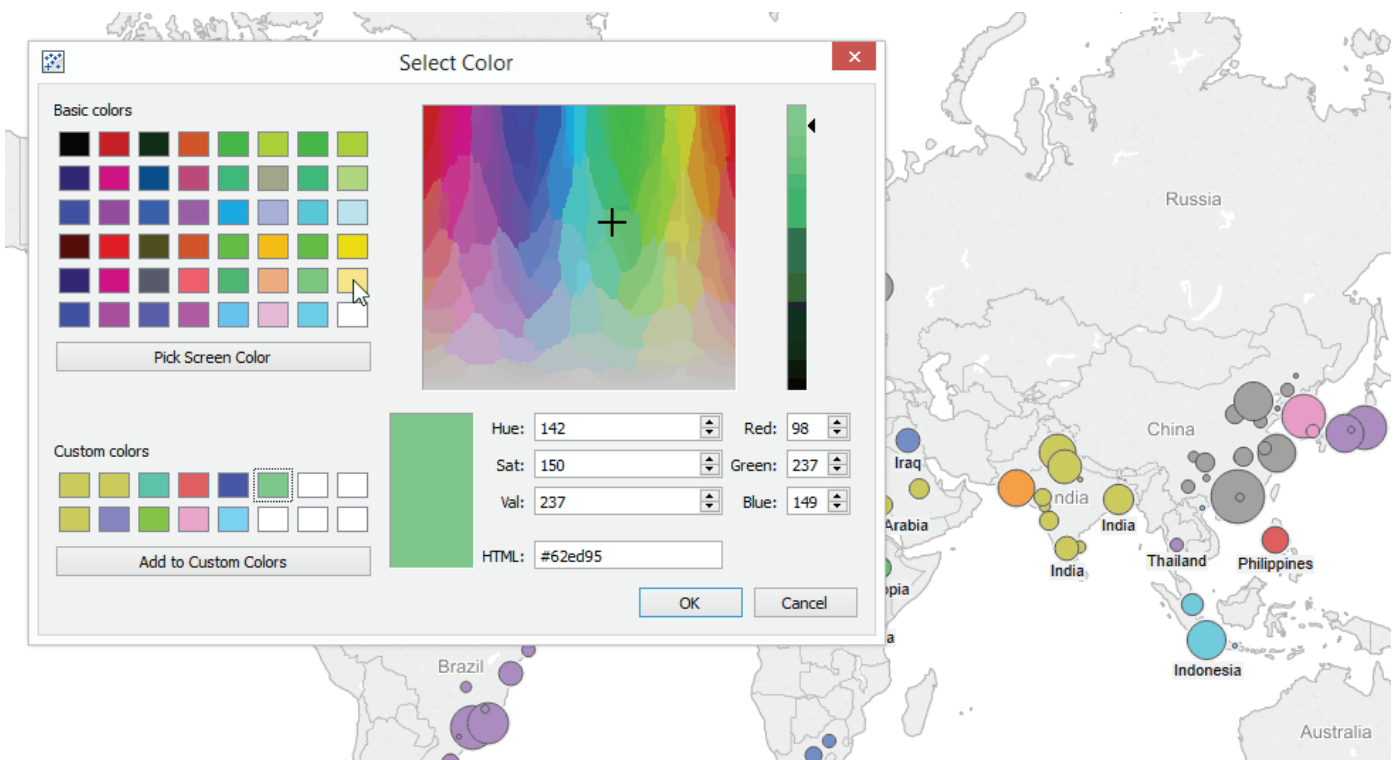 Select Color
Basic colors
Pick Screen Color
Custom colors
Add to Custom Colors
Hue: 142
Sat: 150
Val: 237
Red: 98
Green: 237
Blue: 149
HTML: #62ed95
OK
Cancel
Russia
China
Iraq
Arabia
ndia
India
India
Thailand
Philippines
opia
a
Indonesia
Brazil
Australia